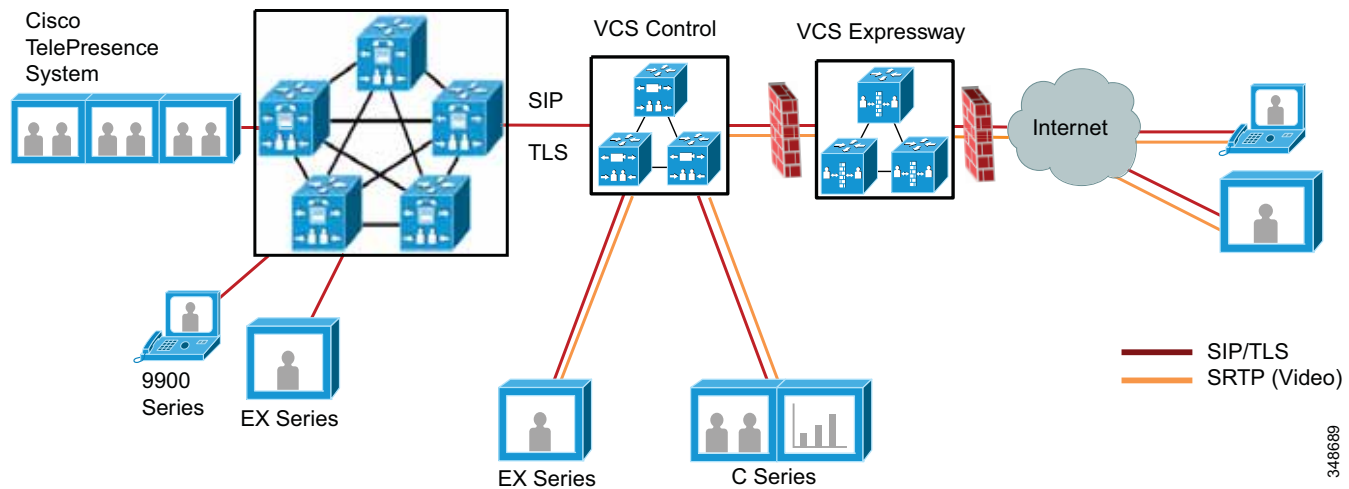 Cisco
TelePresence
System
VCS Control
VCS Expressway
SIP
TLS
Internet
9900
Series
EX Series
EX Series
C Series
SIP/TLS
SRTP (Video)
348689